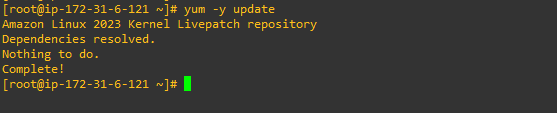 [root@ip-172-31-6-121 ~]# yum -y update
Amazon Linux 2023 Kernel Livepatch repository
Dependencies resolved.
Nothing to do.
Complete!
[root@ip-172-31-6-121 ~]#